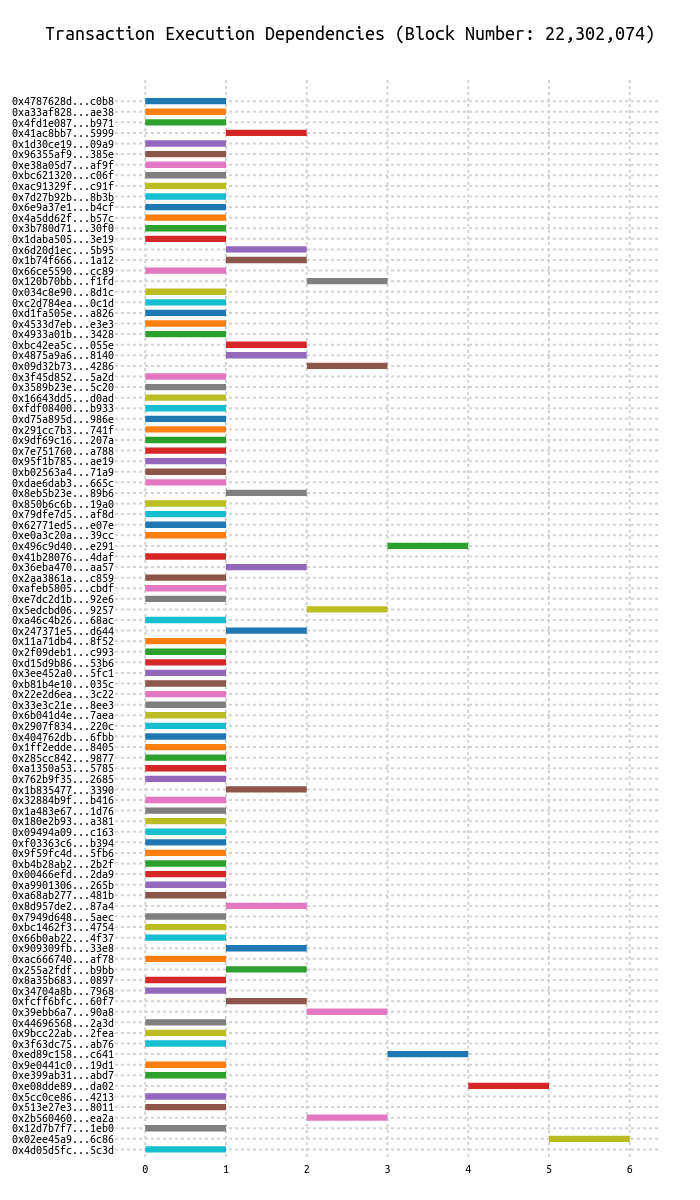 Transaction Execution Dependencies (Block Number: 22,302,074)
0x4787628d...c0b8
0xa33af828...ae38
0x4fd1e087...b971
0x41ac8bb7...5999
0x1d30ce19...09a9
0x96355af9...385e
0xe38a05d7...af9f
0xbc621320...c06f
0xac91329f...c91f
0x7d27b92b...8b3b
0x6e9a37e1...b4cf
0x4a5dd62f...b57c
0x3b780d71...30f0
0x1daba505...3e19
0x6d20d1ec...5b95
0x1b74f666...1a12
0x66ce5590...cc89
0x120b70bb...f1fd
0x034c8e90...8d1c
0xc2d784ea...0c1d
0xd1fa505e...a826
0x4533d7eb...e3e3
0x4933a01b...3428
0xbc42ea5c...055e
0x4875a9a6...8140
0x09d32b73...4286
0x3f45d852...5a2d
0x3589b23e...5c20
0x16643dd5...d0ad
0xfdf08400...b933
0xd75a895d...986e
0x291cc7b3...741f
0x9df69c16...207a
0x7e751760...a788
0x95f1b785...ae19
0xb02563a4...71a9
0xdae6dab3...665c
0x8eb5b23e...89b6
0x850b6c6b...19a0
0x79dfe7d5...af8d
0x62771ed5...e07e
0xe0a3c20a...39cc
0x496c9d40...e291
0x41b28076...4daf
0x36eba470...aa57
0x2aa3861a...c859
0xafeb5805...cbdf
0xe7dc2d1b...92e6
0x5edcbd06...9257
0xa46c4b26...68ac
0x247371e5...d644
0x11a71db4...8f52
0x2f09deb1...c993
0xd15d9b86...53b6
0x3ee452a0...5fc1
0xb81b4e10...035c
0x22e2d6ea...3c22
0x33e3c21e...8ee3
0x6b041d4e...7aea
0x2907f834...220c
0x404762db...6fbb
0x1ff2edde...8405
0x285cc842...9877
0xa1350a53...5785
0x762b9f35...2685
0x1b835477...3390
0x32884b9f...b416
0x1a483e67...1d76
0x180e2b93...a381
0x09494a09...c163
0xf03363c6...b394
0x9f59fc4d...5fb6
0xb4b28ab2...2b2f
0x00466efd...2da9
0xa9901306...265b
0xa68ab277...481b
0x8d957de2...87a4
0x7949d648...5aec
0xbc1462f3...4754
0x66b0ab22...4f37
0x909309fb...33e8
0xac666740...af78
0x255a2fdf...b9bb
0x8a35b683...0897
0x34704a8b...7968
0xfcff6bfc...60f7
0x39ebb6a7...90a8
0x44696568...2a3d
0x9bcc22ab...2fea
0x3f63dc75...ab76
0xed89c158...c641
0x9e0441c0...19d1
0xe399ab31...abd7
0xe08dde89...da02
0x5cc0ce86...4213
0x513e27e3...8011
0x2b560460...ea2a
0x12d7b7f7...1eb0
0x02ee45a9...6c86
0x4d05d5fc...5c3d
0 1 2 3 4 5 6